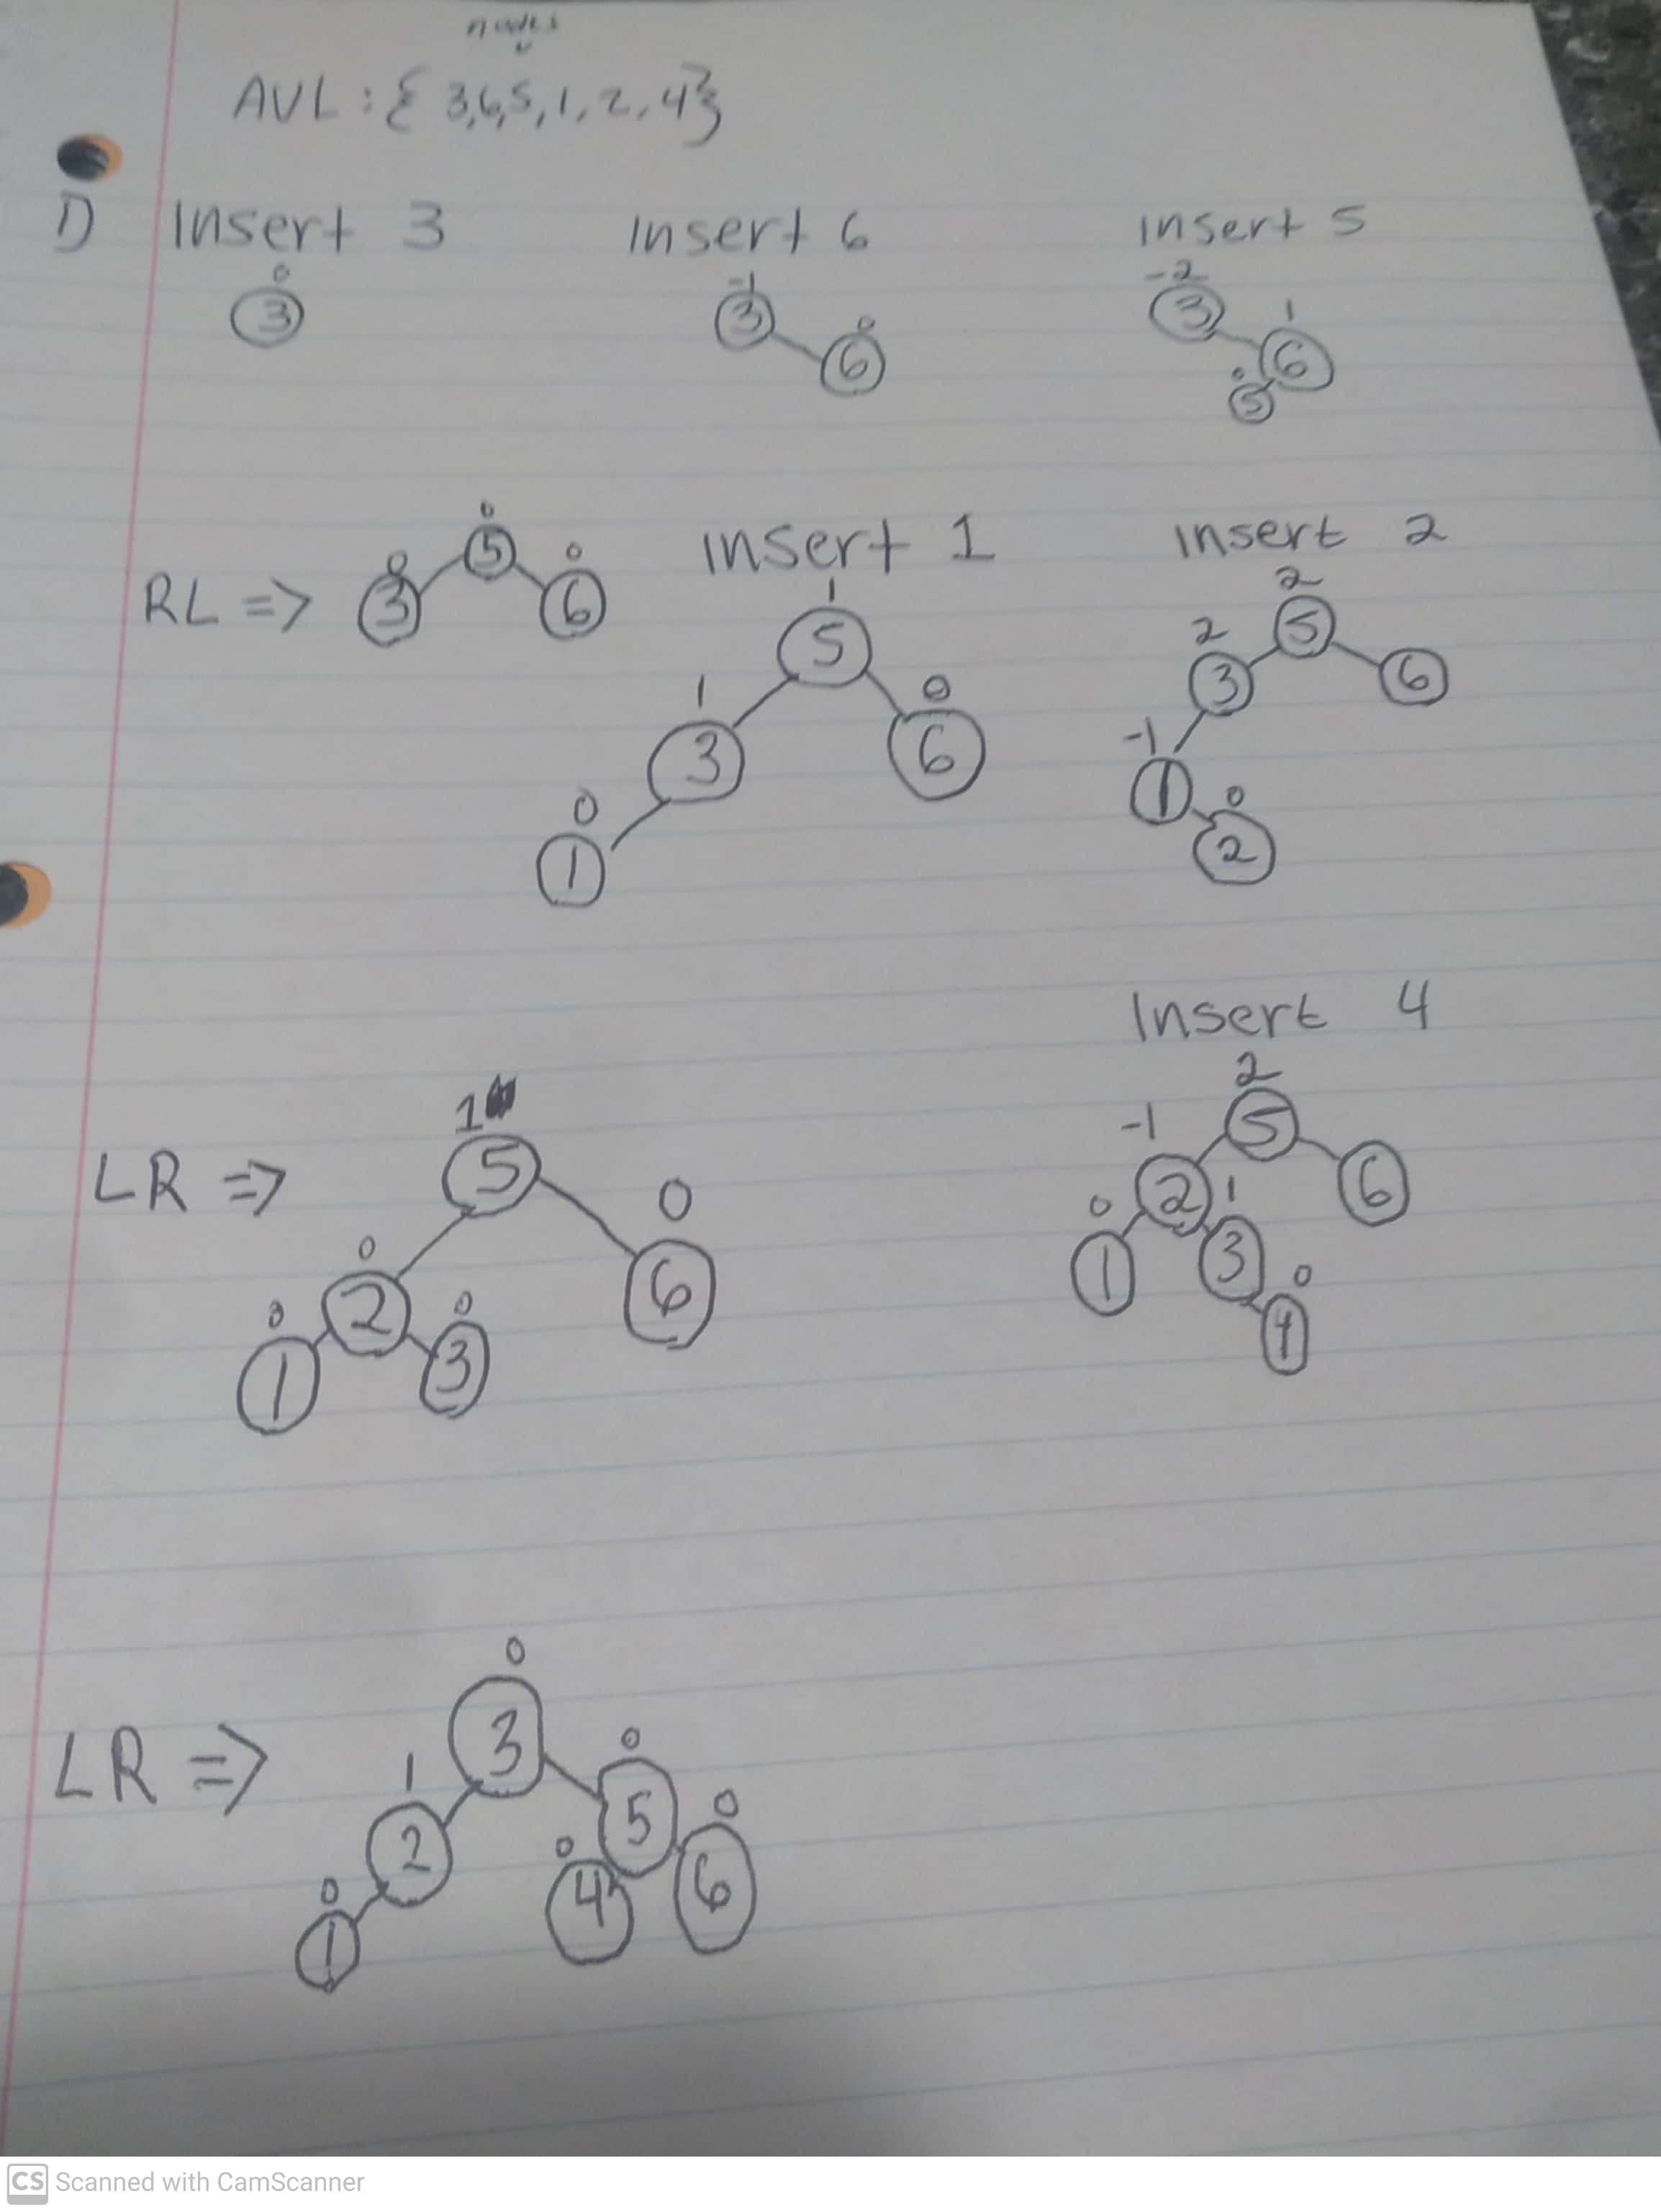 nodes
AVL : { 3,6,5,1,2,4}
1) Insert 3 Insert 6 insert 5
0 -1 -2
3 3 0 3 1
6 0 6
5
0
0 5 0 insert 1 insert 2
RL => 3 6 1 2
5 2 5
1 0 3 6
3 6 -1
0 1 0
1 2
Insert 4
1 2
LR => 5 0 -1 5
0 0 2 1 6
0 2 0 6 1 3 0
1 3 4
0
LR => 3 0
1 5 0
2 0
0 4 6
1
CS Scanned with CamScanner